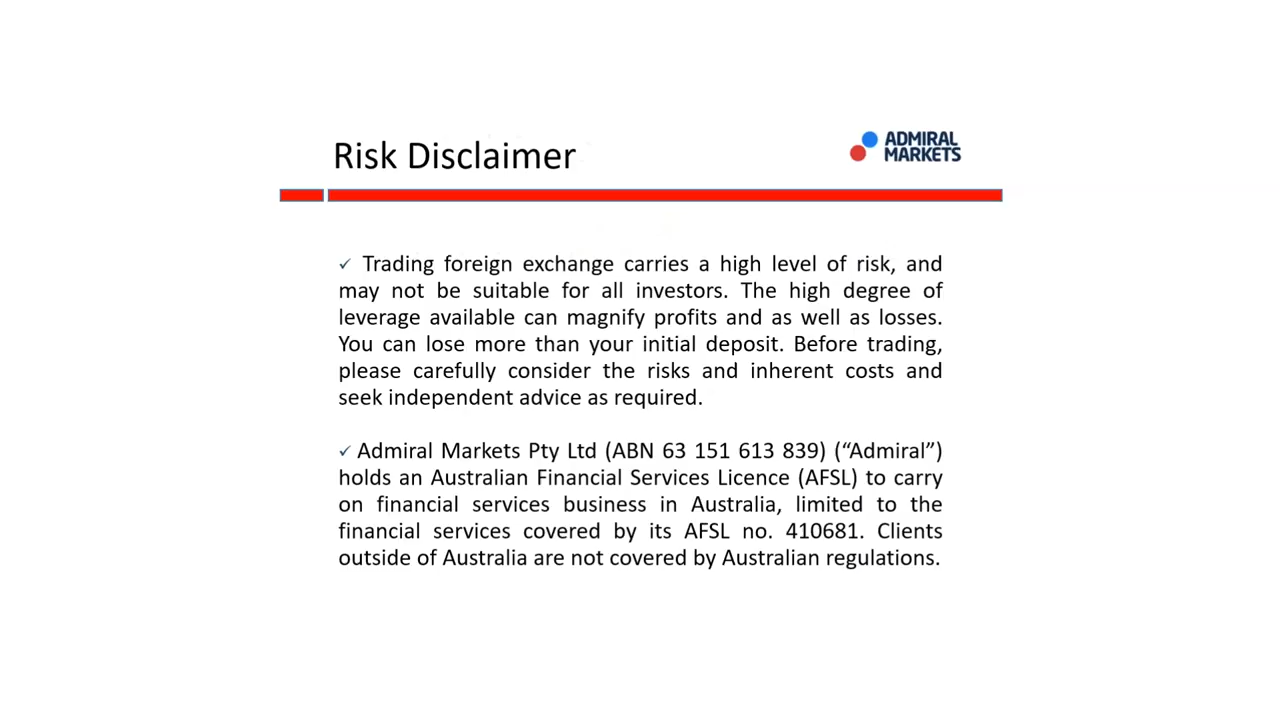 Risk Disclaimer
ADMIRAL
MARKETS
✓ Trading foreign exchange carries a high level of risk, and
may not be suitable for all investors. The high degree of
leverage available can magnify profits and as well as losses.
You can lose more than your initial deposit. Before trading,
please carefully consider the risks and inherent costs and
seek independent advice as required.
✓ Admiral Markets Pty Ltd (ABN 63 151 613 839) (“Admiral”)
holds an Australian Financial Services Licence (AFSL) to carry
on financial services business in Australia, limited to the
financial services covered by its AFSL no. 410681. Clients
outside of Australia are not covered by Australian regulations.